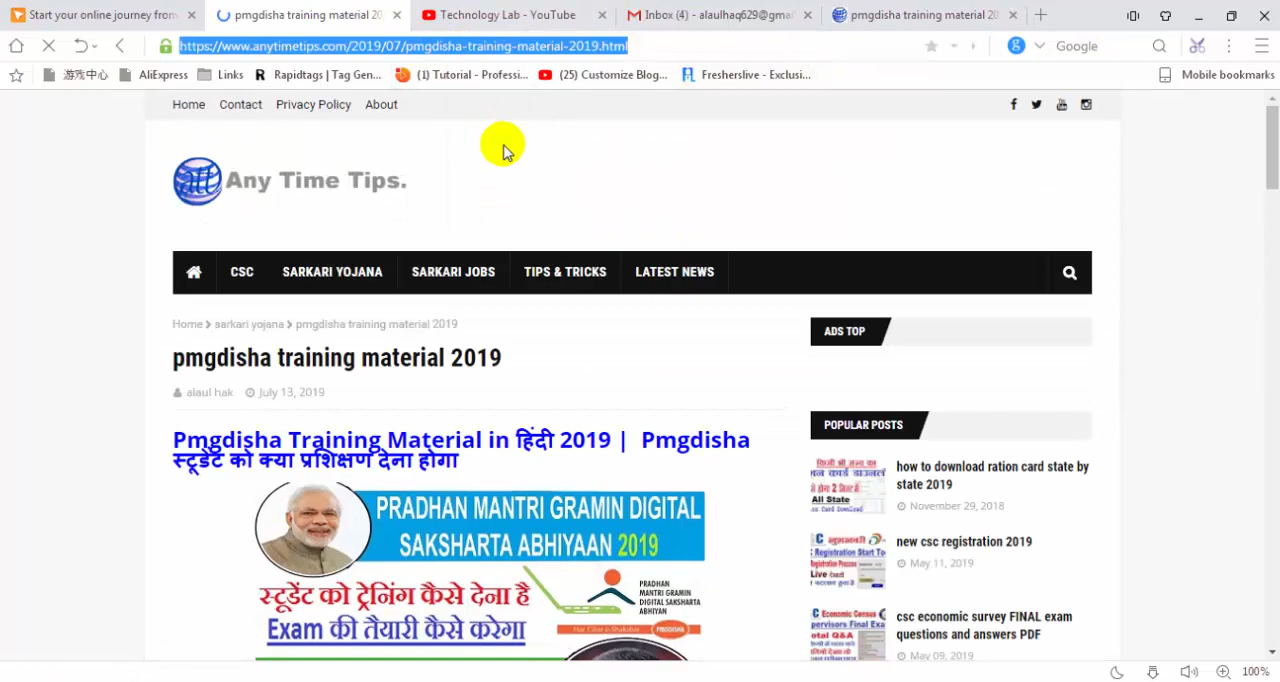 Start your online journey from
pmgdisha training material 20
Technology Lab - YouTube
Inbox (4) - alaulhaq629@gmai
pmgdisha training material 20
https://www.anytimetips.com/2019/07/pmgdisha-training-material-2019.html
Google
游戏中心
AliExpress
Links
Rapidtags | Tag Gen...
(1) Tutorial - Professi...
(25) Customize Blog...
Fresherslive - Exclusi...
Mobile bookmarks
Home Contact Privacy Policy About
att Any Time Tips.
CSC SARKARI YOJANA SARKARI JOBS TIPS & TRICKS LATEST NEWS
Home > sarkari yojana > pmgdisha training material 2019
pmgdisha training material 2019
alaul hak July 13, 2019
Pmgdisha Training Material in हिंदी 2019 | Pmgdisha
स्टूडेंट को क्या प्रशिक्षण देना होगा
PRADHAN MANTRI GRAMIN DIGITAL
SAKSHARTA ABHIYAAN 2019
स्टूडेंट को ट्रेनिंग कैसे देना है
Exam की तैयारी कैसे करेगा
PRADHAN
MANTRI GRAMIN
DIGITAL SAKSHARTA
ABHIYAN
ADS TOP
POPULAR POSTS
how to download ration card state by
state 2019
November 29, 2018
new csc registration 2019
May 11, 2019
csc economic survey FINAL exam
questions and answers PDF
May 09, 2019
100%